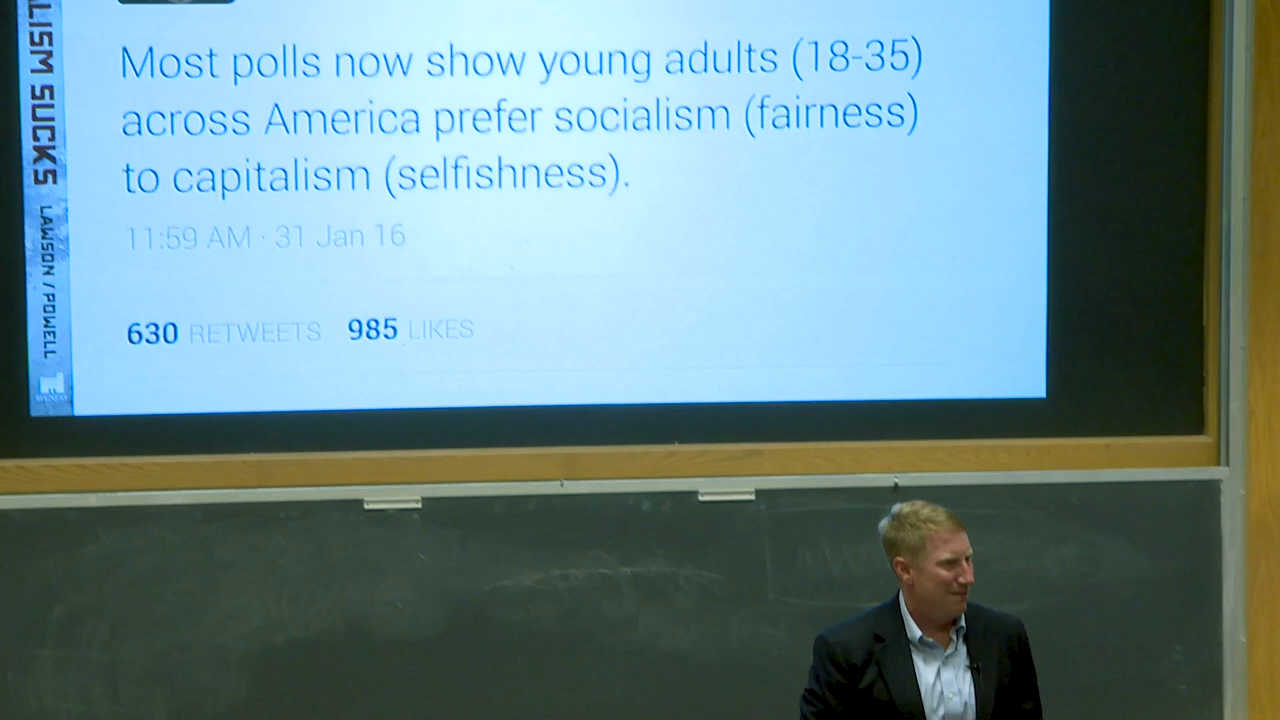 ALISM SUCKS
LAWSON / POWELL
Most polls now show young adults (18-35)
across America prefer socialism (fairness)
to capitalism (selfishness).
11:59 AM · 31 Jan 16
630 RETWEETS 985 LIKES